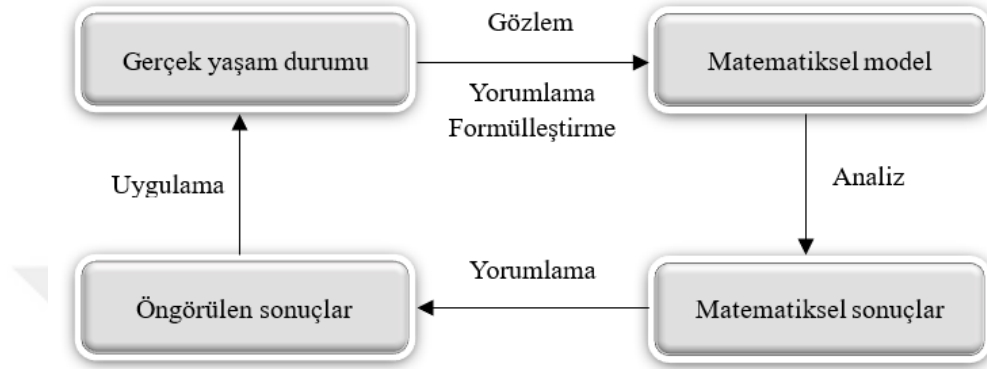 Gözlem
Gerçek yaşam durumu
Matematiksel model
Yorumlama
Formülleştirme
Uygulama
Analiz
Yorumlama
Öngörülen sonuçlar
Matematiksel sonuçlar